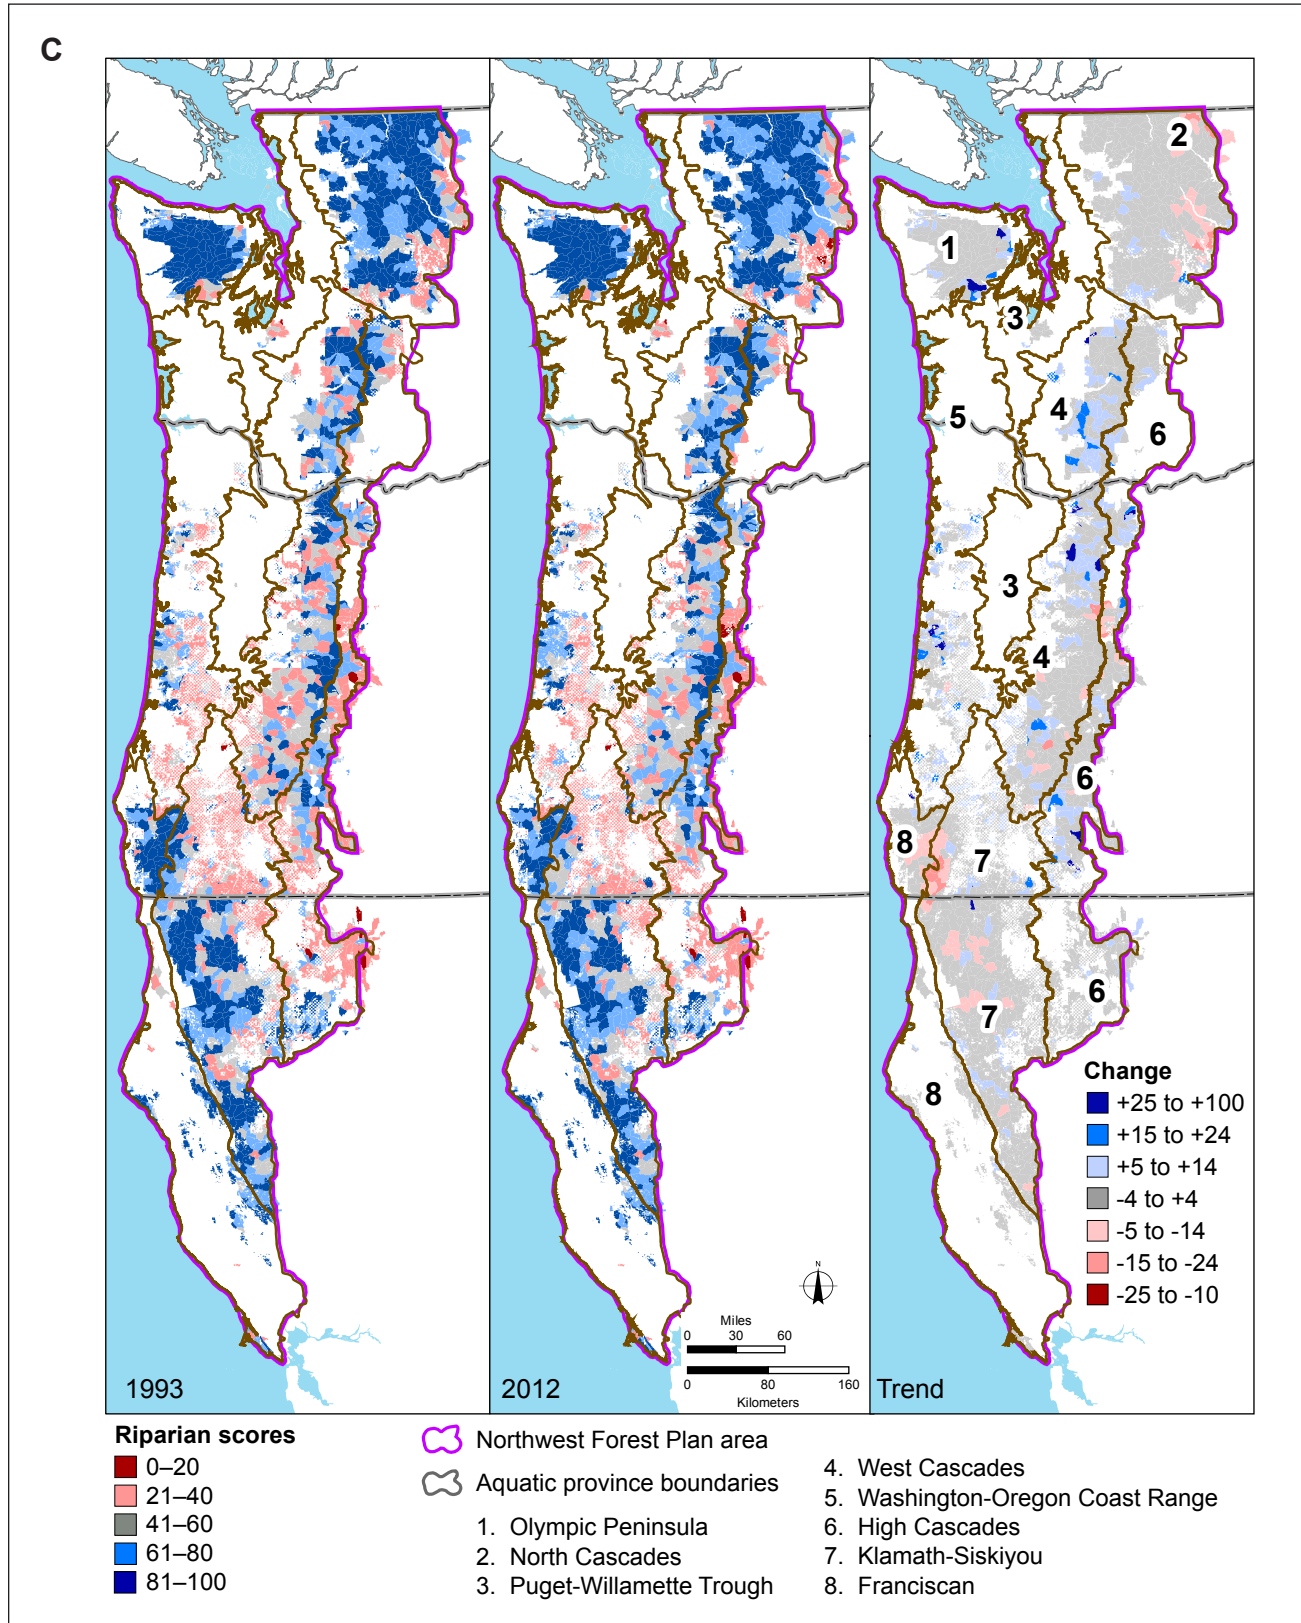 C
2
1
3
5
4
6
3
4
6
8
7
6
7
8
Change
+25 to +100
+15 to +24
+5 to +14
-4 to +4
-5 to -14
-15 to -24
-25 to -10
N
Miles
0 30 60
0 80 160
Kilometers
1993
2012
Trend
Riparian scores
0–20
21–40
41–60
61–80
81–100
Northwest Forest Plan area
Aquatic province boundaries
1. Olympic Peninsula
2. North Cascades
3. Puget-Willamette Trough
4. West Cascades
5. Washington-Oregon Coast Range
6. High Cascades
7. Klamath-Siskiyou
8. Franciscan